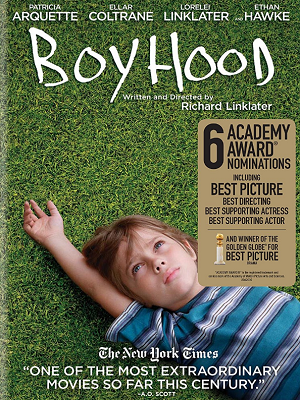 PATRICIA ARQUETTE
ELLAR COLTRANE
LORELEI LINKLATER
AND ETHAN HAWKE
BOYHOOD
Written and Directed by
Richard Linklater
6 ACADEMY AWARD® NOMINATIONS
INCLUDING
BEST PICTURE
BEST DIRECTING
BEST SUPPORTING ACTRESS
BEST SUPPORTING ACTOR
AND WINNER OF THE
GOLDEN GLOBE® FOR
BEST PICTURE
DRAMA
The New York Times
"ONE OF THE MOST EXTRAORDINARY
MOVIES SO FAR THIS CENTURY."
-A.O. SCOTT